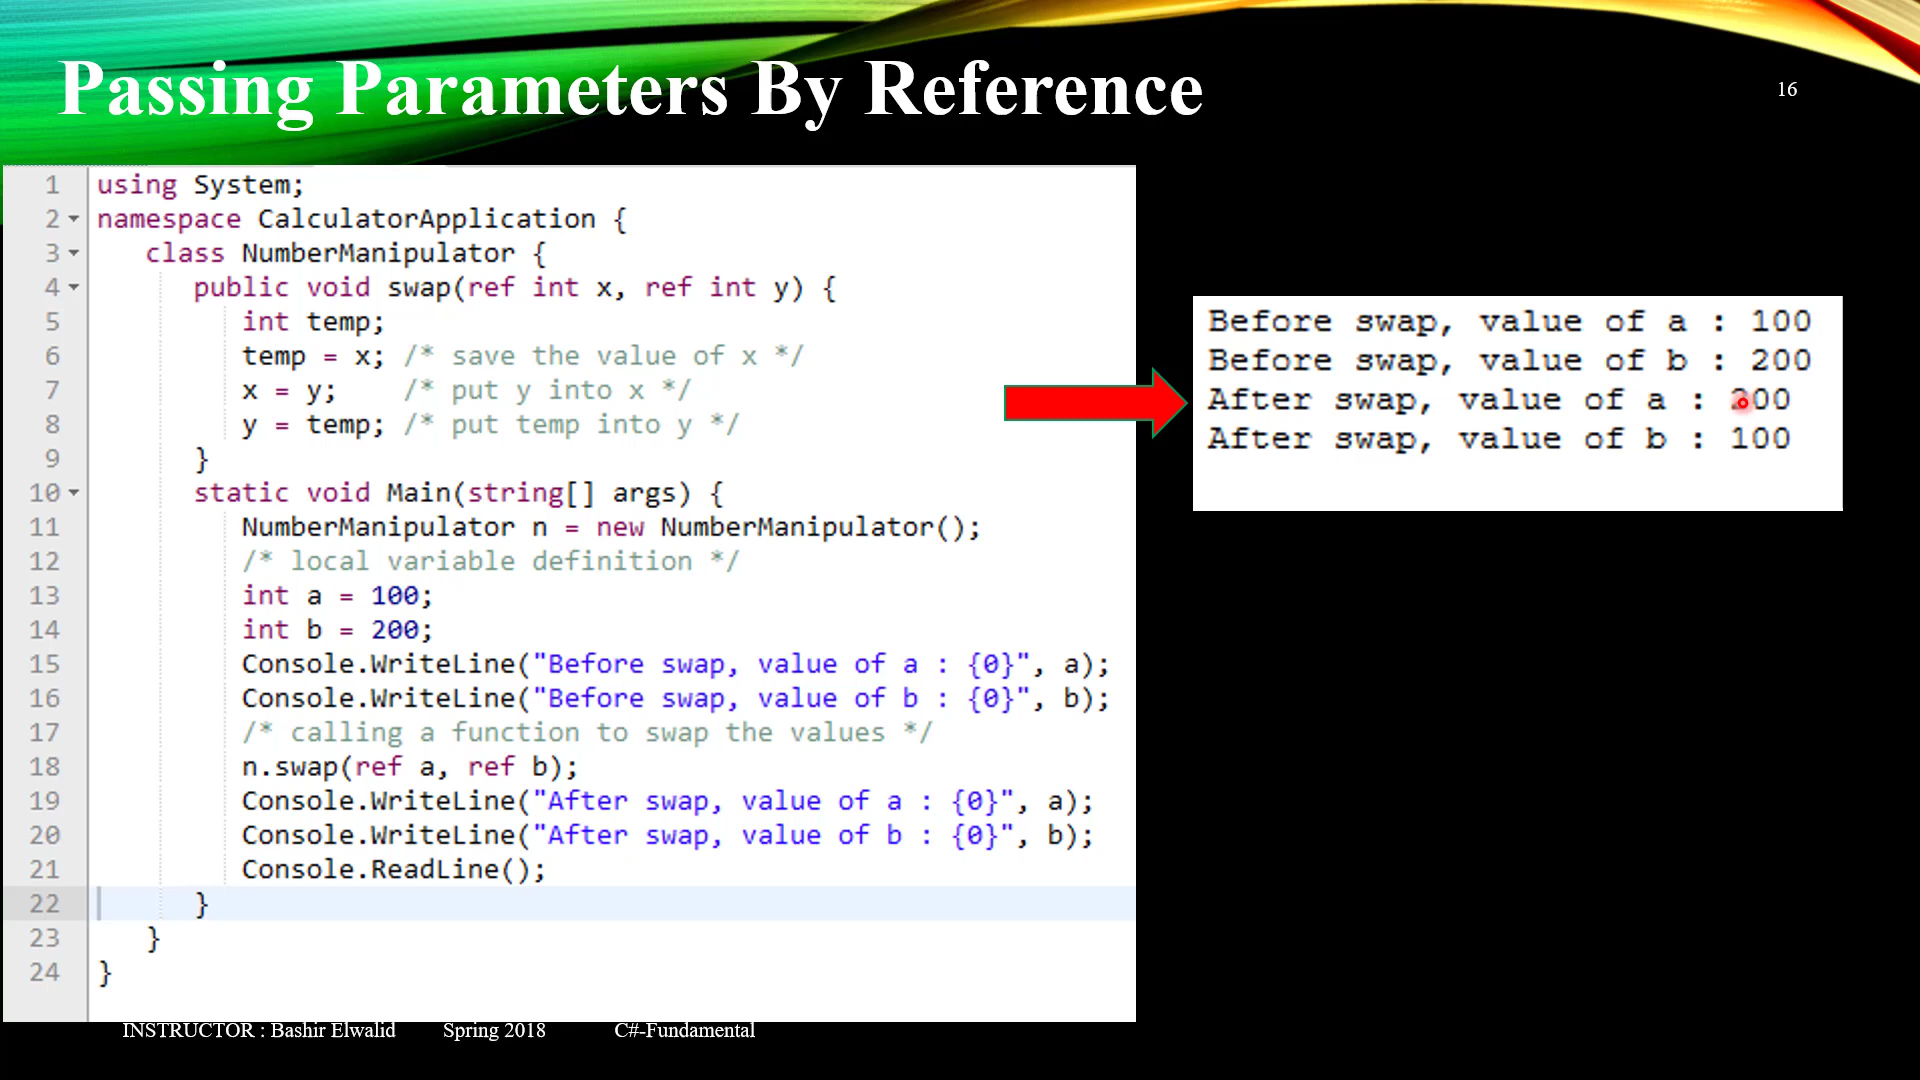 Passing Parameters By Reference
16
1 using System;
2 namespace CalculatorApplication {
3 class NumberManipulator {
4 public void swap(ref int x, ref int y) {
5 int temp;
6 temp = x; /* save the value of x */
7 x = y; /* put y into x */
8 y = temp; /* put temp into y */
9 }
10 static void Main(string[] args) {
11 NumberManipulator n = new NumberManipulator();
12 /* local variable definition */
13 int a = 100;
14 int b = 200;
15 Console.WriteLine("Before swap, value of a : {0}", a);
16 Console.WriteLine("Before swap, value of b : {0}", b);
17 /* calling a function to swap the values */
18 n.swap(ref a, ref b);
19 Console.WriteLine("After swap, value of a : {0}", a);
20 Console.WriteLine("After swap, value of b : {0}", b);
21 Console.ReadLine();
22 }
23 }
24 }
Before swap, value of a : 100
Before swap, value of b : 200
After swap, value of a : 200
After swap, value of b : 100
INSTRUCTOR : Bashir Elwalid Spring 2018 C#-Fundamental